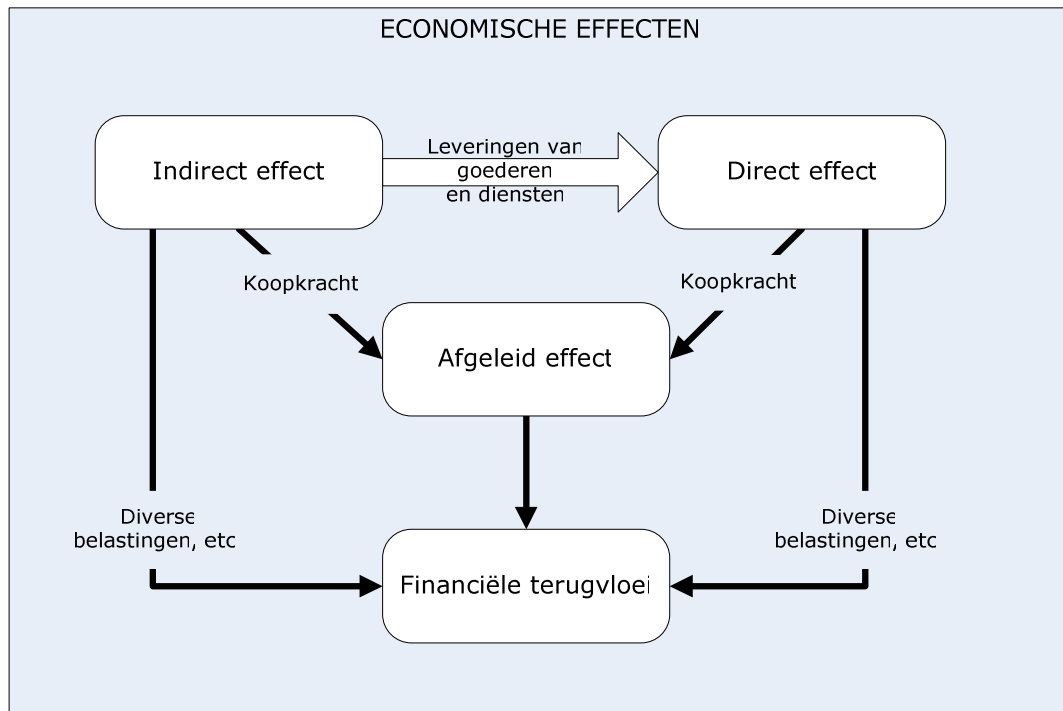 ECONOMISCHE EFFECTEN
Indirect effect
Leveringen van
goederen
en diensten
Direct effect
Koopkracht
Koopkracht
Afgeleid effect
Diverse
belastingen, etc
Diverse
belastingen, etc
Financiële terugvloei